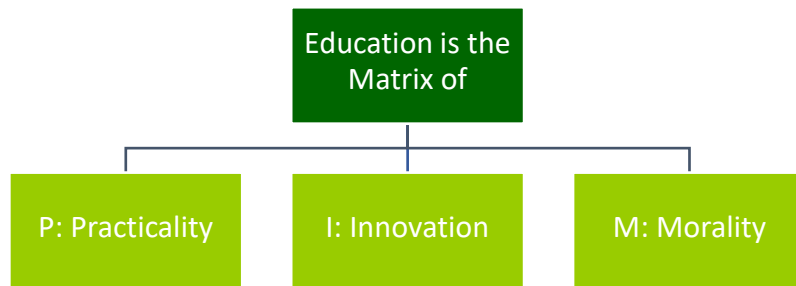 Education is the
Matrix of
P: Practicality
I: Innovation
M: Morality